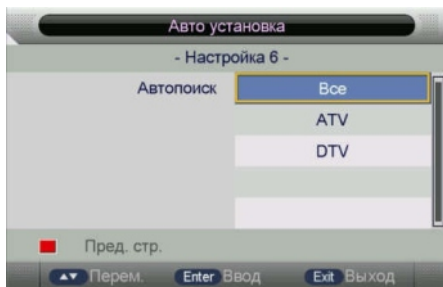 Авто установка
- Настройка 6 -
Автопоиск Все
ATV
DTV
Пред. стр.
Перем. Enter Ввод Exit Выход